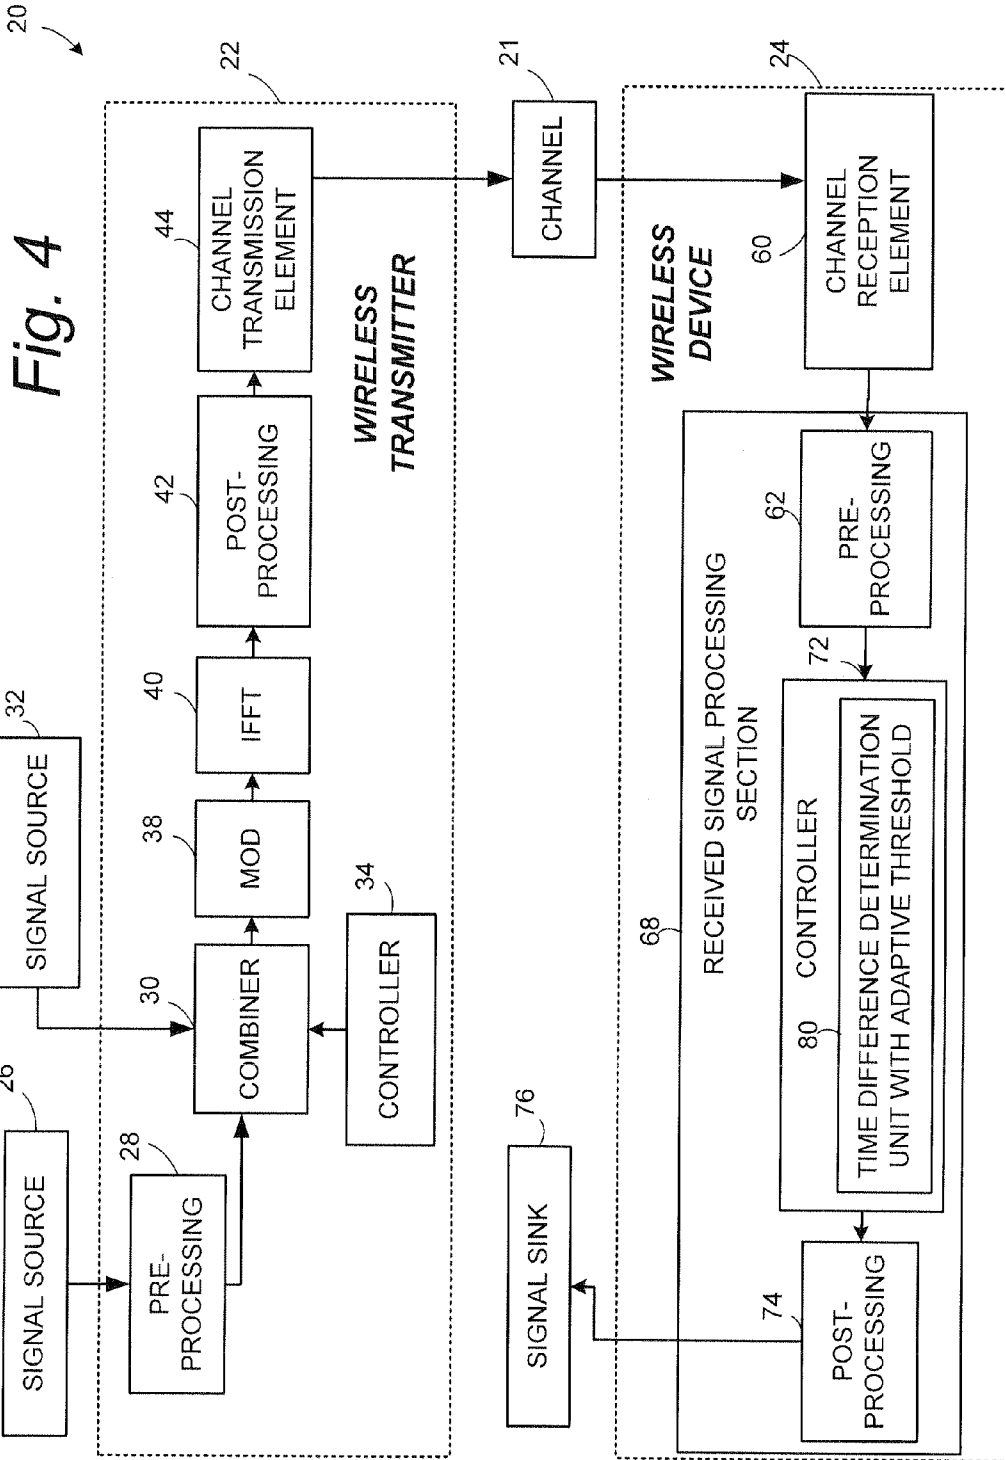 Fig. 4
20
26
SIGNAL SOURCE
32
SIGNAL SOURCE
22
28
PRE-
PROCESSING
30
COMBINER
38
MOD
40
IFFT
42
POST-
PROCESSING
44
CHANNEL
TRANSMISSION
ELEMENT
34
CONTROLLER
WIRELESS
TRANSMITTER
76
SIGNAL SINK
21
CHANNEL
WIRELESS
DEVICE
24
68
RECEIVED SIGNAL PROCESSING
SECTION
74
POST-
PROCESSING
CONTROLLER
72
80
TIME DIFFERENCE DETERMINATION
UNIT WITH ADAPTIVE THRESHOLD
62
PRE-
PROCESSING
60
CHANNEL
RECEPTION
ELEMENT